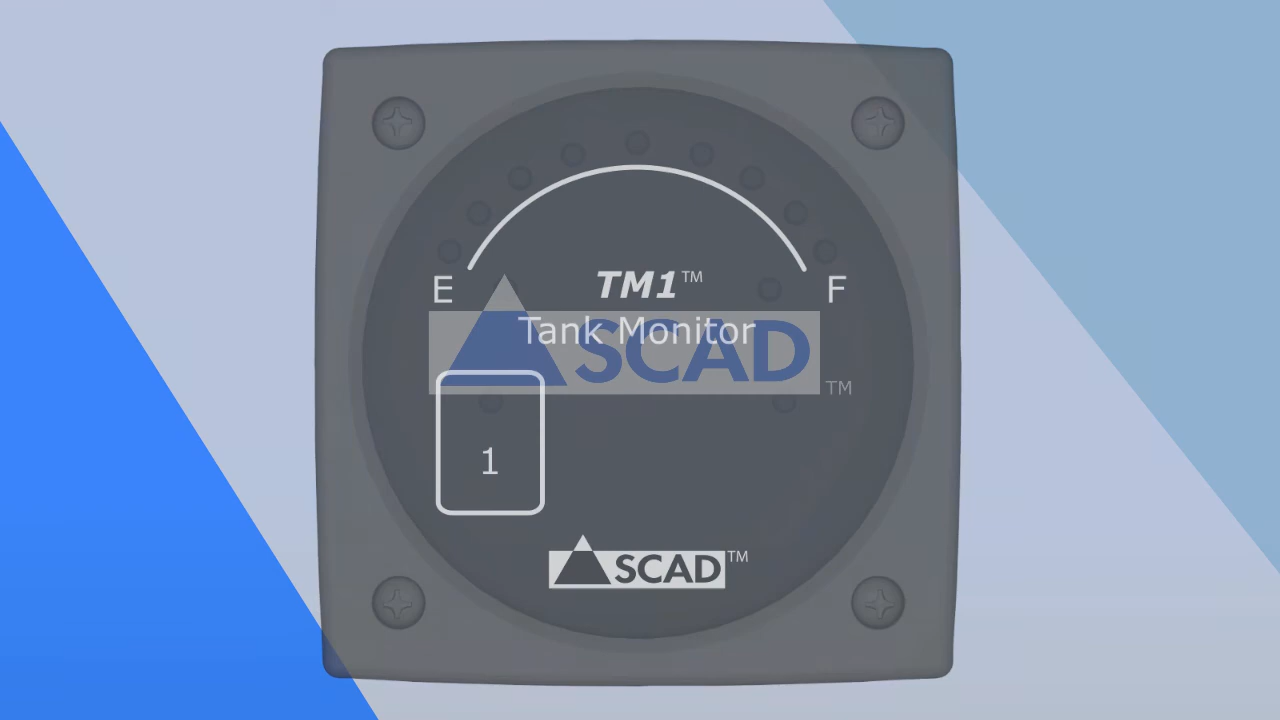 E
TM1™
F
Tank Monitor
SCAD
TM
1
SCAD™